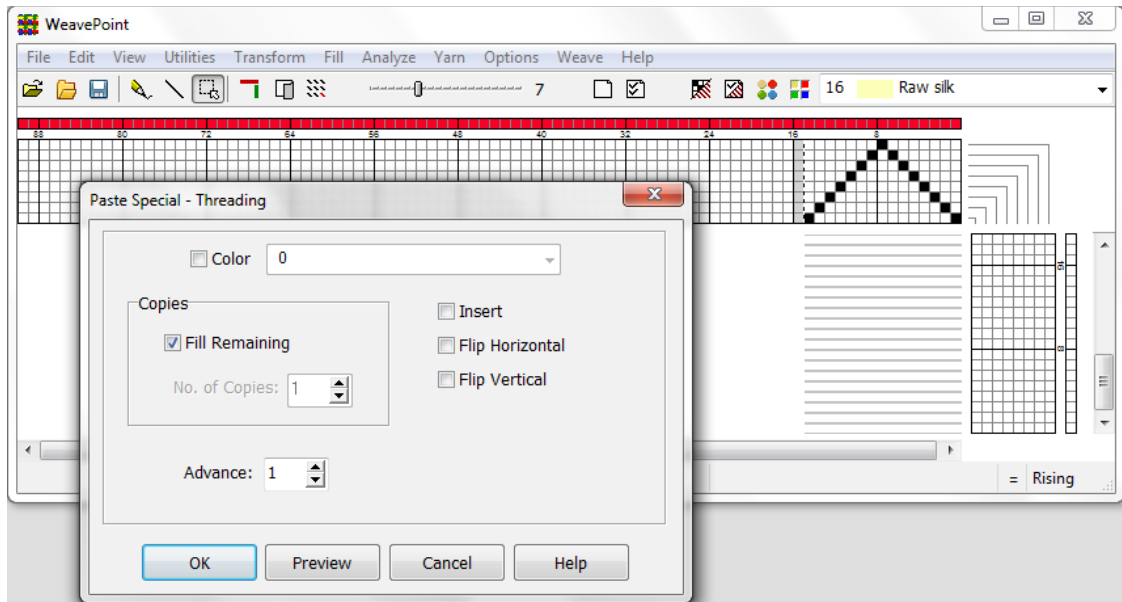 WeavePoint
File Edit View Utilities Transform Fill Analyze Yarn Options Weave Help
7 16 Raw silk
88 80 72 64 56 48 40 32 24 16 8
Paste Special - Threading
Color 0
Copies
Fill Remaining
No. of Copies: 1
Insert
Flip Horizontal
Flip Vertical
Advance: 1
OK Preview Cancel Help
16
8
= Rising